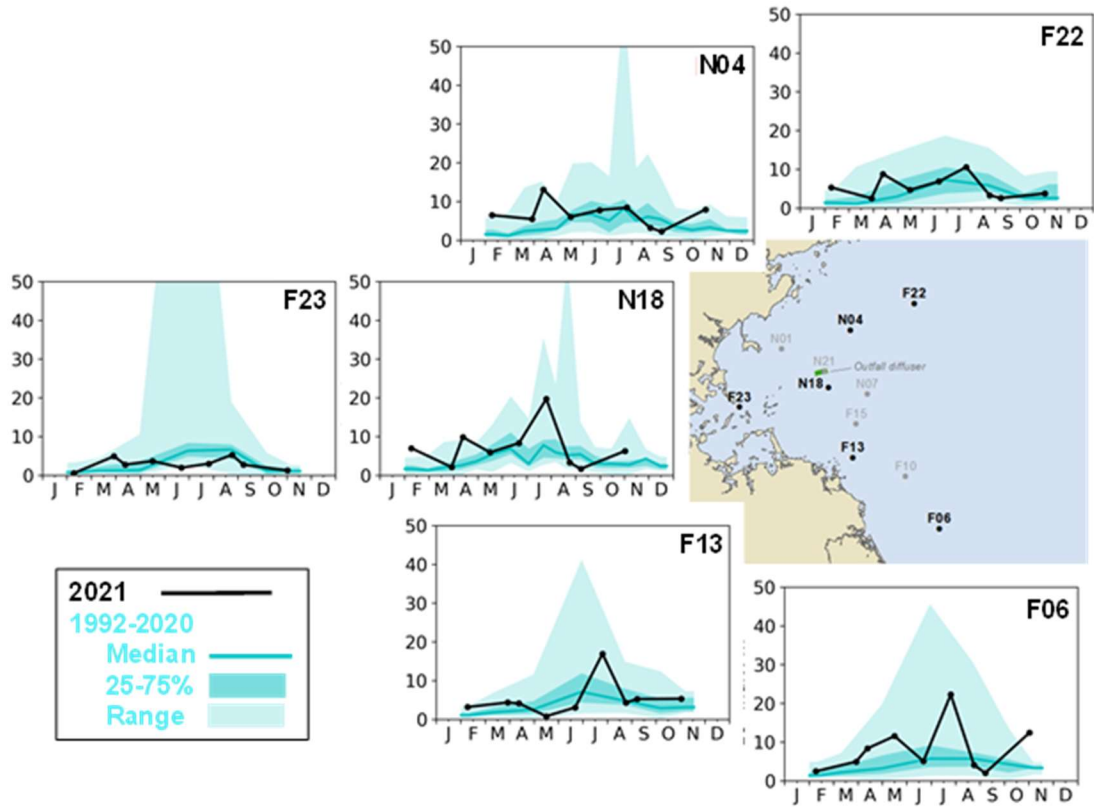 N04
50
40
30
20
10
0
J F M A M J J A S O N D
F22
50
40
30
20
10
0
J F M A M J J A S O N D
F23
50
40
30
20
10
0
J F M A M J J A S O N D
N18
50
40
30
20
10
0
J F M A M J J A S O N D
F22
N04
N01
N21
Outfall diffuser
N18
N07
F23
F15
F13
F10
F06
F13
50
40
30
20
10
0
J F M A M J J A S O N D
2021
1992-2020
Median
25-75%
Range
F06
50
40
30
20
10
0
J F M A M J J A S O N D